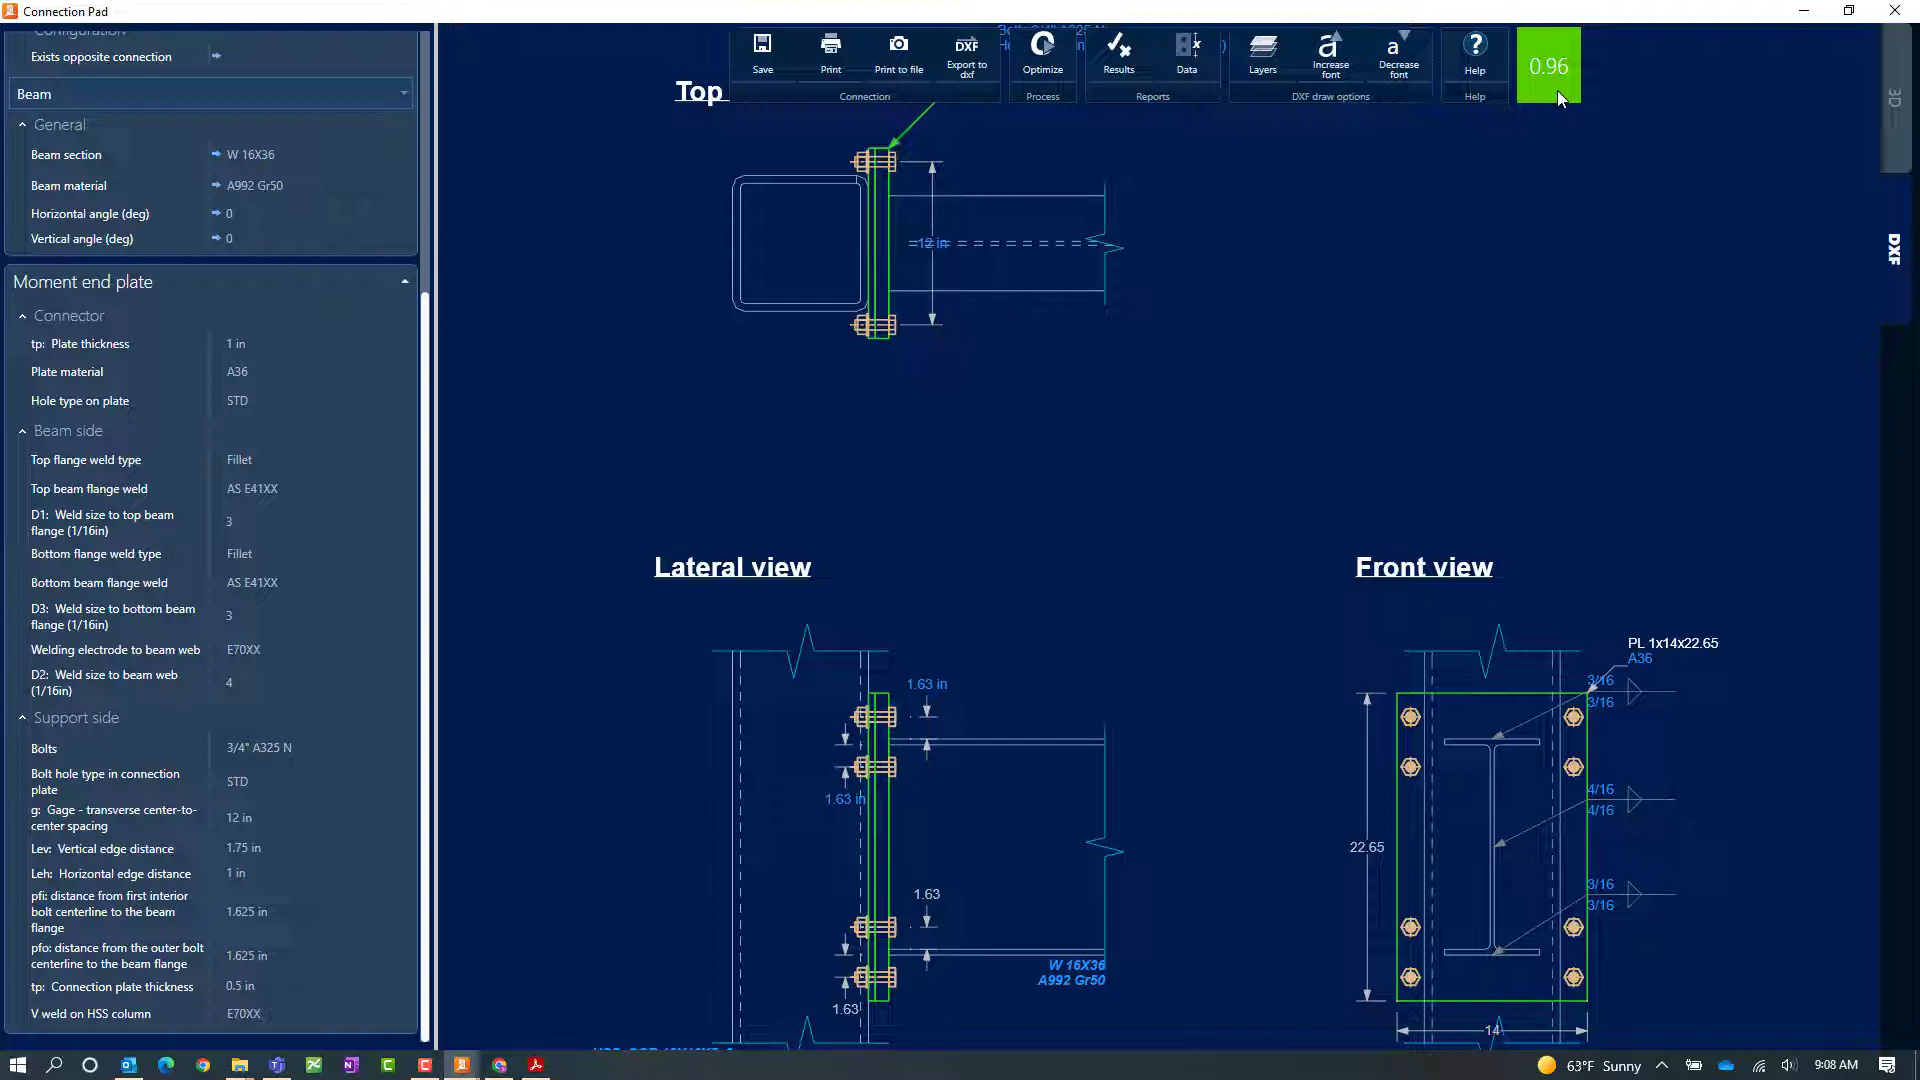 Connection Pad
Configuration
Exists opposite connection
Beam
General
Beam section W 16X36
Beam material A992 Gr50
Horizontal angle (deg) 0
Vertical angle (deg) 0
Moment end plate
Connector
tp: Plate thickness 1 in
Plate material A36
Hole type on plate STD
Beam side
Top flange weld type Fillet
Top beam flange weld AS E41XX
D1: Weld size to top beam
flange (1/16in) 3
Bottom flange weld type Fillet
Bottom beam flange weld AS E41XX
D3: Weld size to bottom beam
flange (1/16in) 3
Welding electrode to beam web E70XX
D2: Weld size to beam web
(1/16in) 4
Support side
Bolts 3/4" A325 N
Bolt hole type in connection
plate STD
g: Gage - transverse center-to-
center spacing 12 in
Lev: Vertical edge distance 1.75 in
Leh: Horizontal edge distance 1 in
pfi: distance from first interior
bolt centerline to the beam
flange 1.625 in
pfo: distance from the outer bolt
centerline to the beam flange 1.625 in
tp: Connection plate thickness 0.5 in
V weld on HSS column E70XX
Save
Print
Print to file
Export to
dxf
Connection
Optimize
Process
Results
Data
Reports
Layers
Increase
font
Decrease
font
DXF draw options
Help
Help
0.96
3D
DXF
Top
12 in
Lateral view
1.63 in
1.63 in
1.63
1.63
W 16X36
A992 Gr50
Front view
PL 1x14x22.65
A36
3/16
3/16
4/16
4/16
3/16
3/16
22.65
14
63°F Sunny
9:08 AM